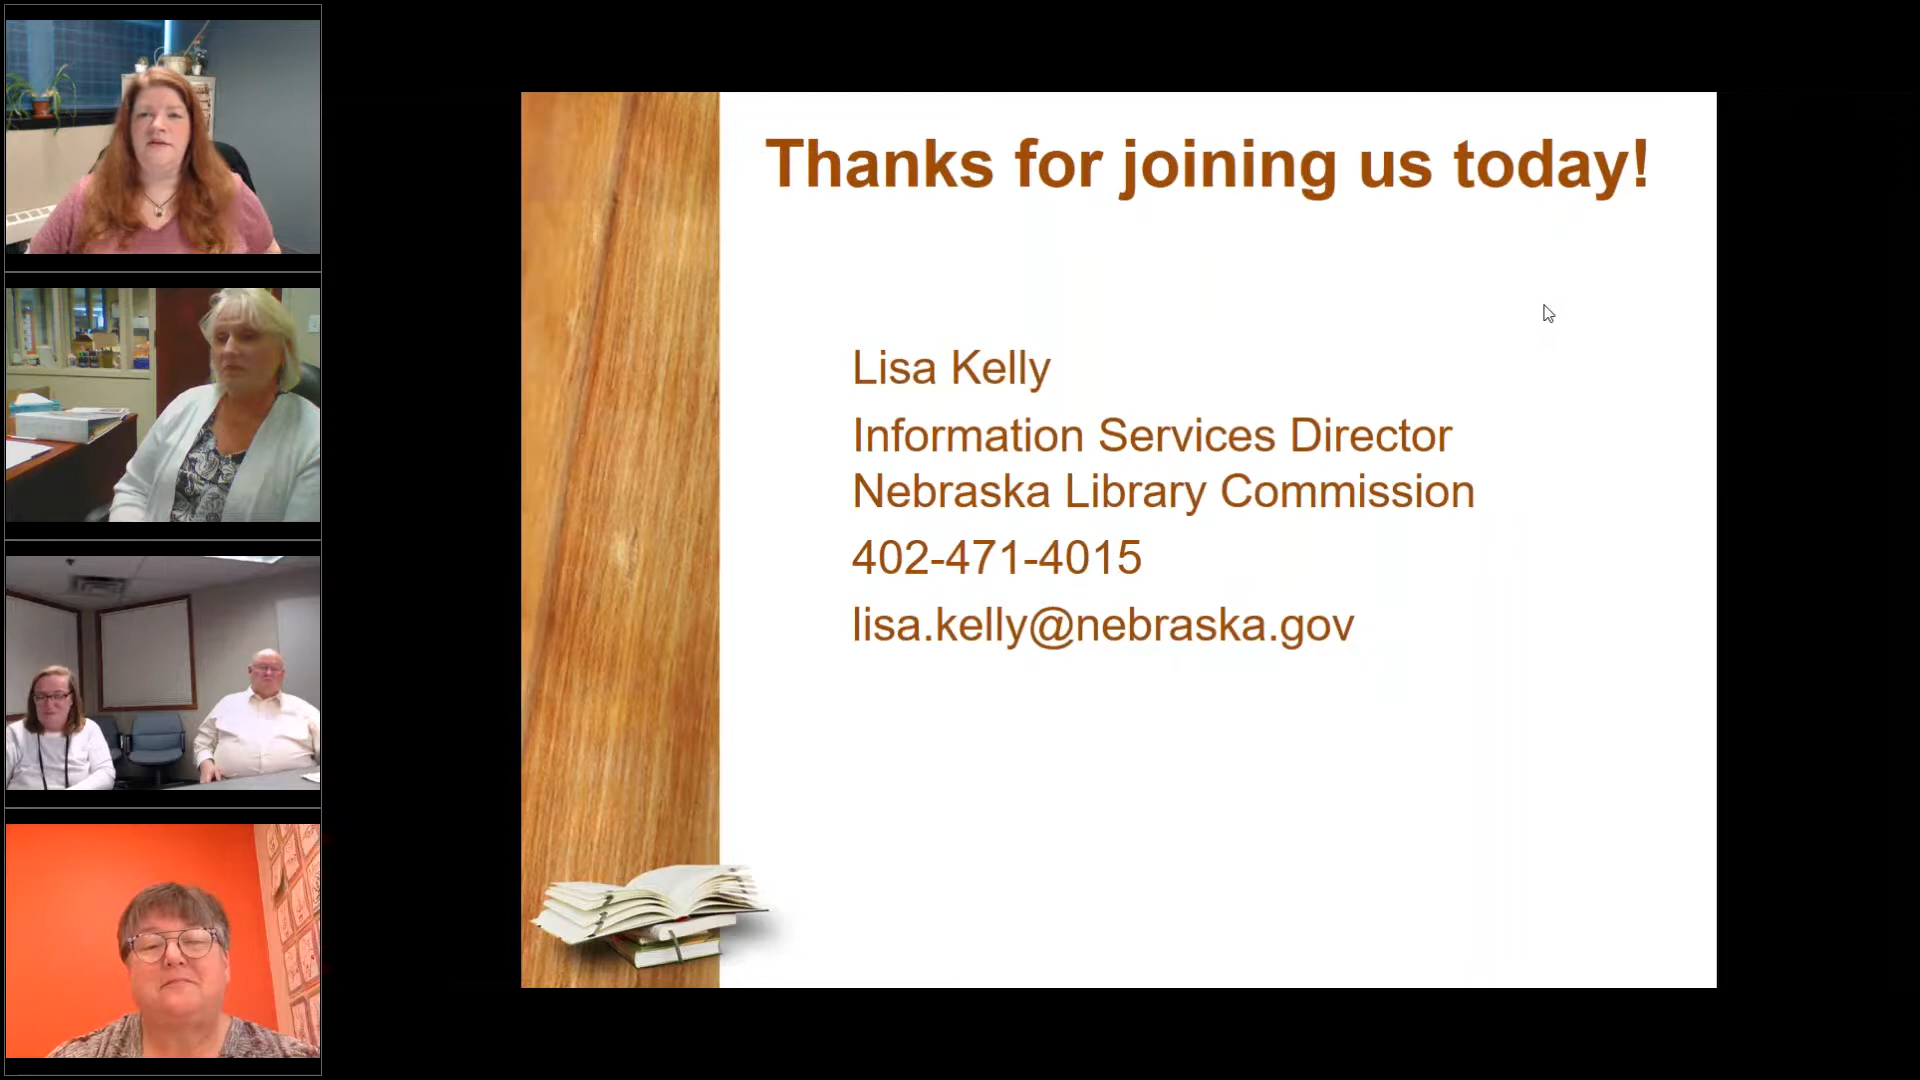 Thanks for joining us today!
Lisa Kelly
Information Services Director
Nebraska Library Commission
402-471-4015
lisa.kelly@nebraska.gov